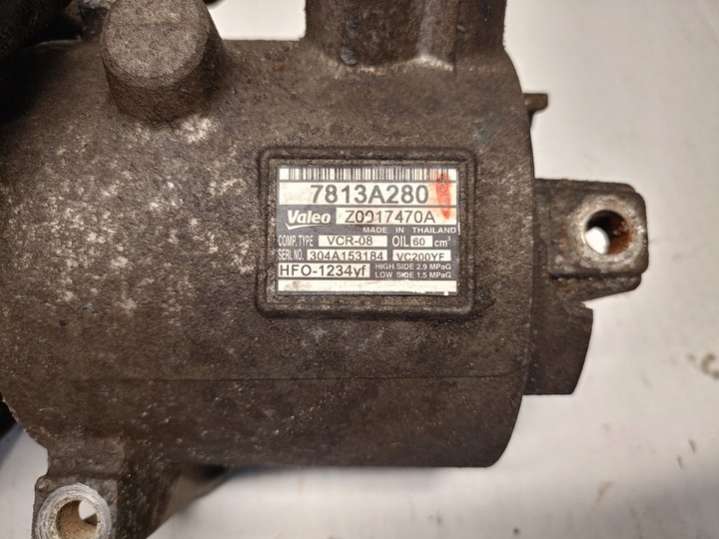 7813A280
Valeo Z0017470A
MADE IN THAILAND
COMP. TYPE VCR-08 OIL 60 cm³
SERL NO. 304A153184 VC200YF
HFO-1234yf HIGH SIDE 2.9 MPaG
LOW SIDE 1.5 MPaG